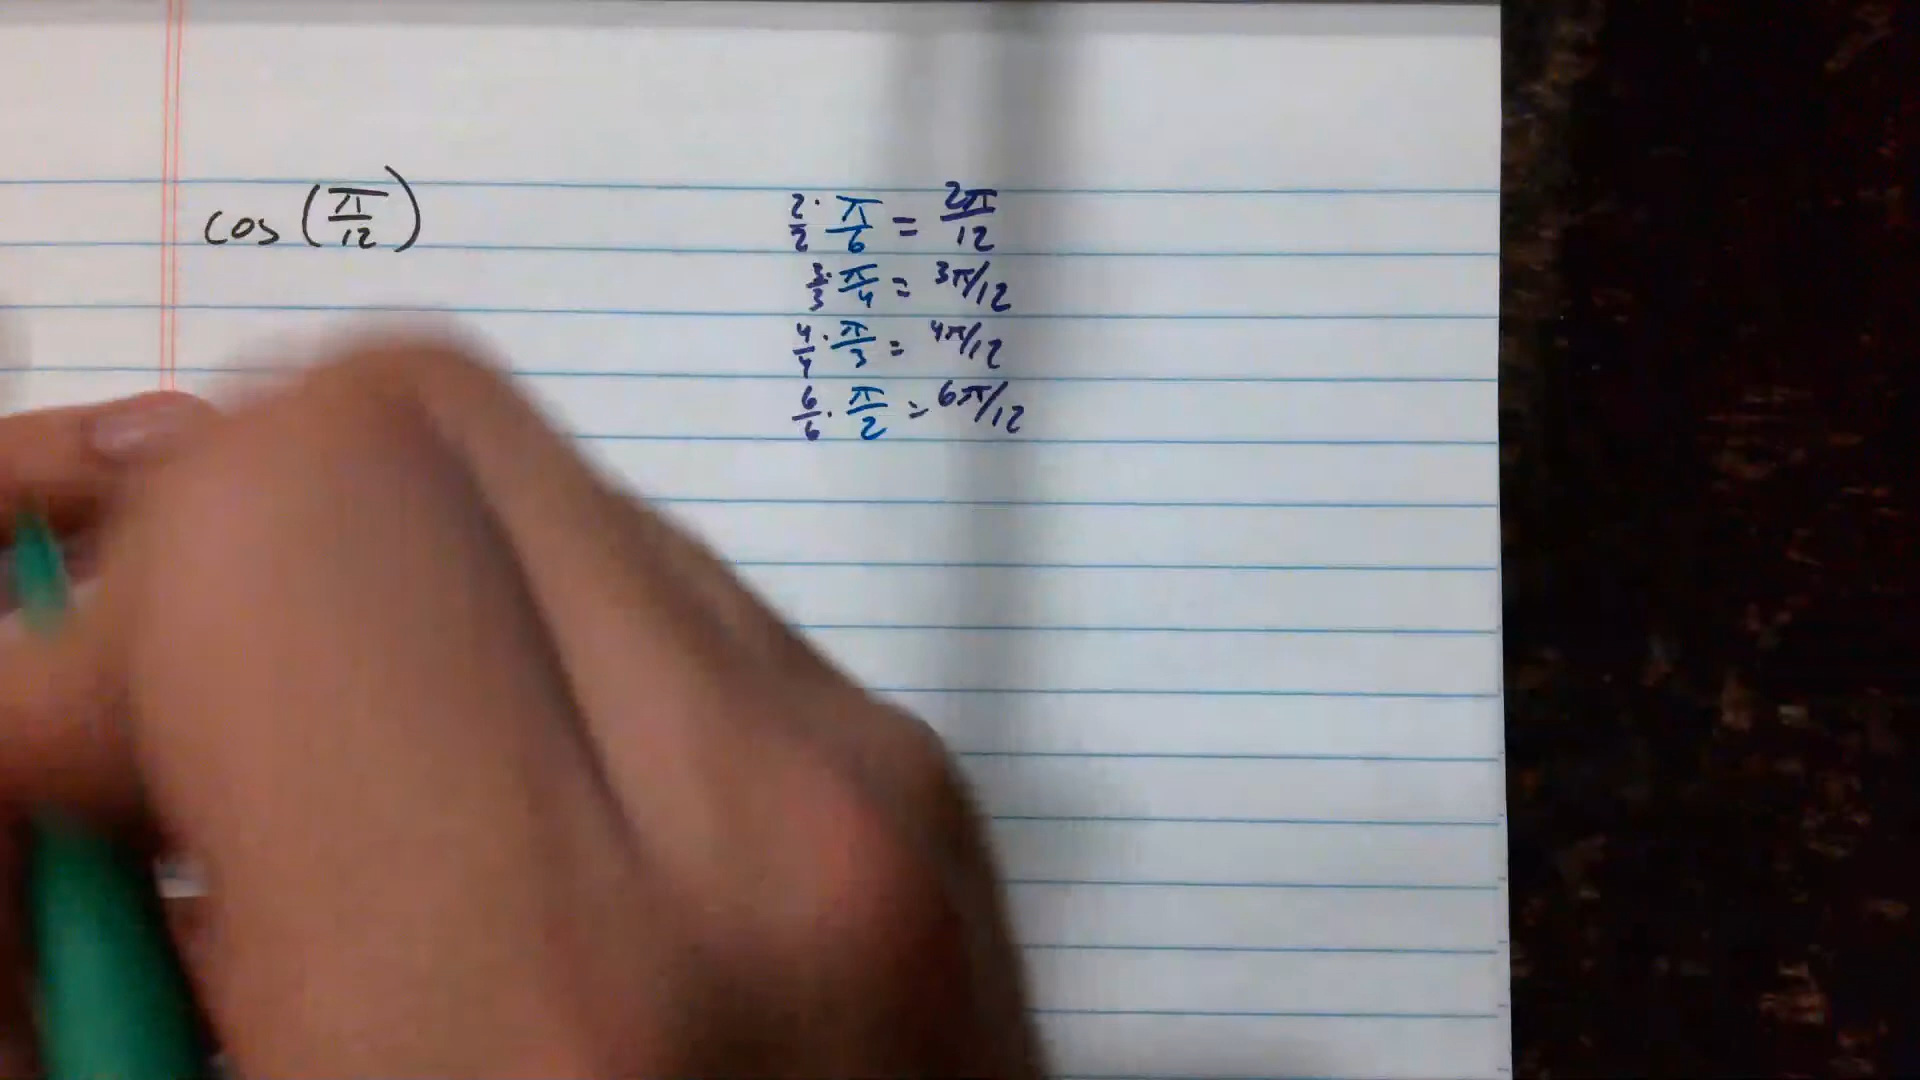 cos (π/12)
2/2 · π/6 = 2π/12
3/3 · π/4 = 3π/12
4/4 · π/3 = 4π/12
6/6 · π/2 = 6π/12